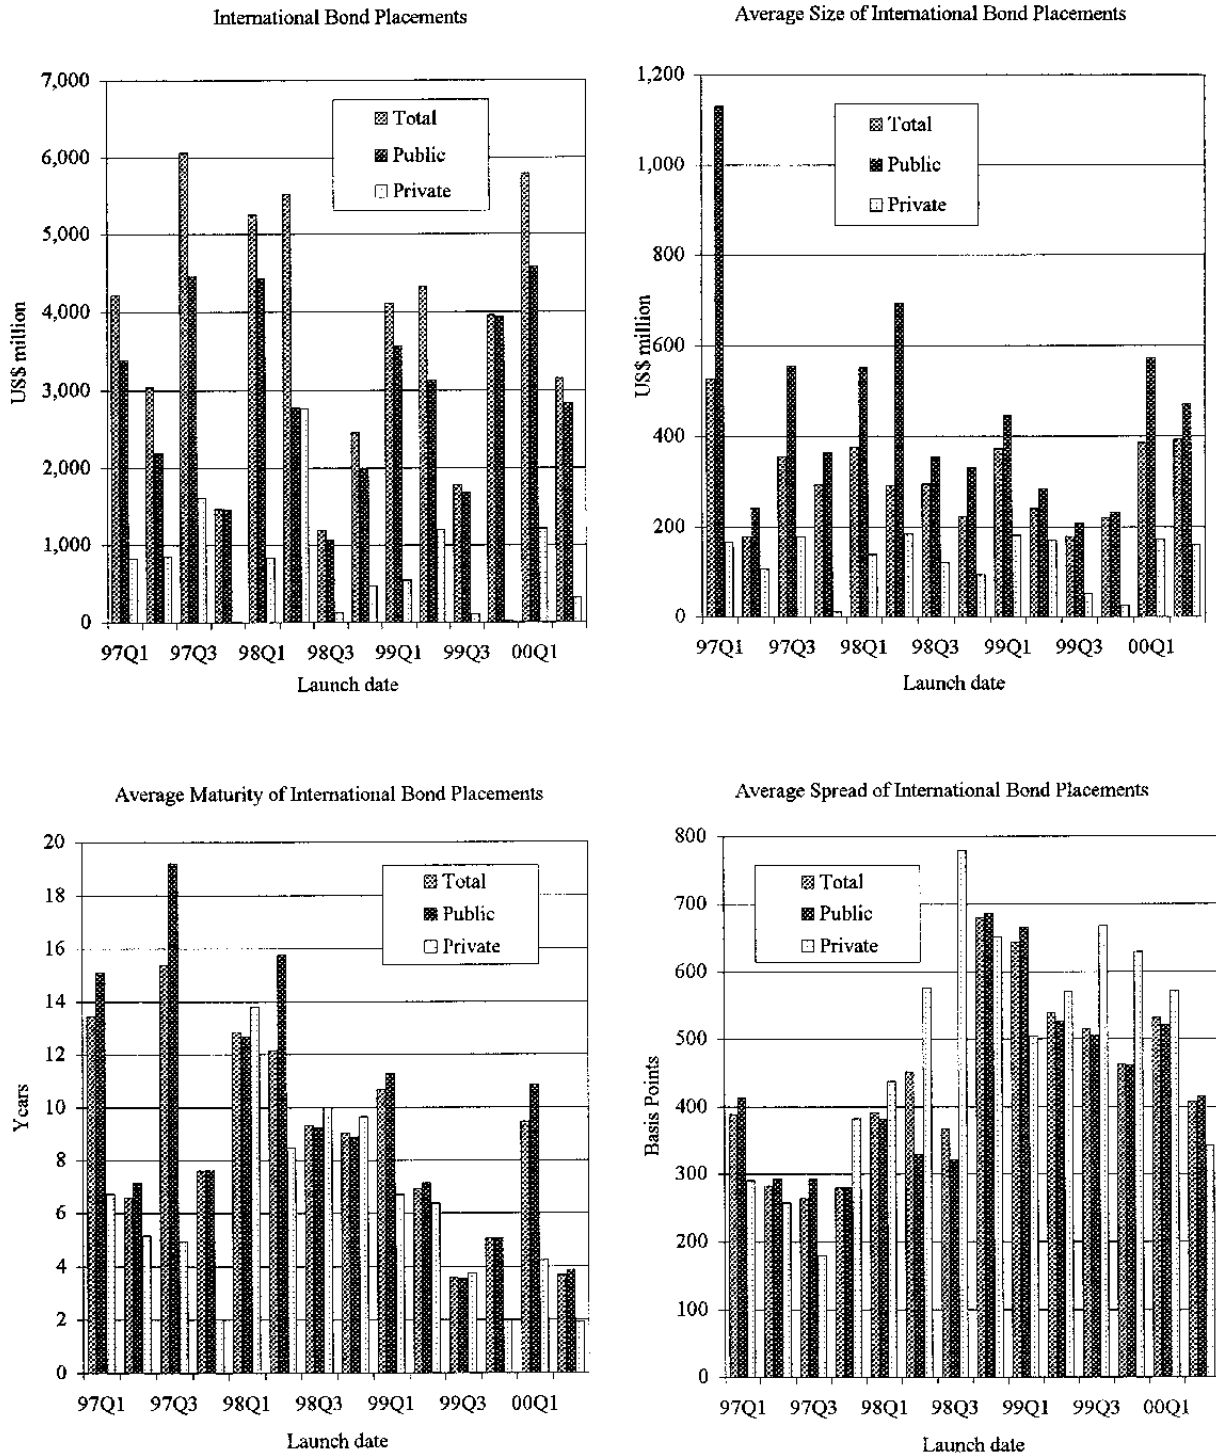 International Bond Placements
7,000
6,000
5,000
4,000
3,000
2,000
1,000
0
US$ million
Total
Public
Private
97Q1 97Q3 98Q1 98Q3 99Q1 99Q3 00Q1
Launch date
Average Size of International Bond Placements
1,200
1,000
800
600
400
200
0
US$ million
Total
Public
Private
97Q1 97Q3 98Q1 98Q3 99Q1 99Q3 00Q1
Launch date
Average Maturity of International Bond Placements
20
18
16
14
12
10
8
6
4
2
0
Years
Total
Public
Private
97Q1 97Q3 98Q1 98Q3 99Q1 99Q3 00Q1
Launch date
Average Spread of International Bond Placements
800
700
600
500
400
300
200
100
0
Basis Points
Total
Public
Private
97Q1 97Q3 98Q1 98Q3 99Q1 99Q3 00Q1
Launch date